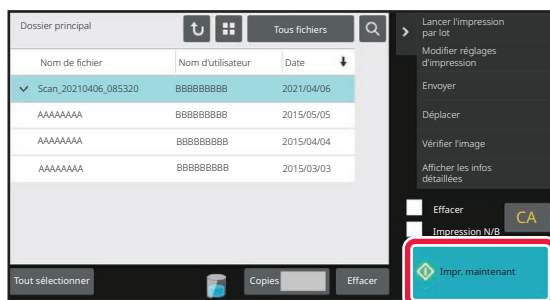 Dossier principal
Tous fichiers
Nom de fichier Nom d'utilisateur Date
Scan_20210406_085320 BBBBBBBBB 2021/04/06
AAAAAAAA BBBBBBBBB 2015/05/05
AAAAAAAA BBBBBBBBB 2015/04/04
AAAAAAAA BBBBBBBBB 2015/03/03
Tout sélectionner
Copies
Effacer
Lancer l'impression
par lot
Modifier réglages
d'impression
Envoyer
Déplacer
Vérifier l'image
Afficher les infos
détaillées
Effacer
Impression N/B
CA
Impr. maintenant